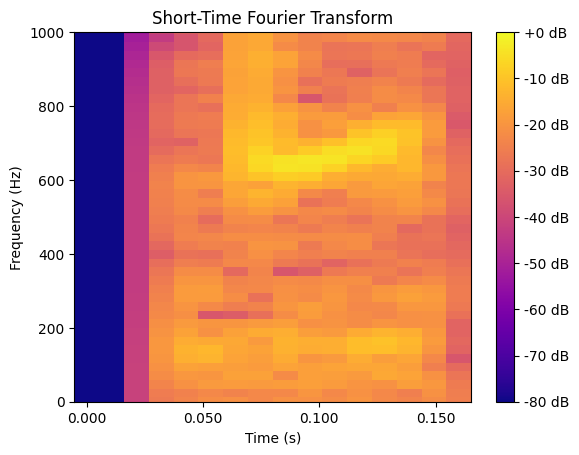 Short-Time Fourier Transform
1000
800
600
400
200
0
Frequency (Hz)
0.000
0.050
0.100
0.150
Time (s)
+0 dB
-10 dB
-20 dB
-30 dB
-40 dB
-50 dB
-60 dB
-70 dB
-80 dB